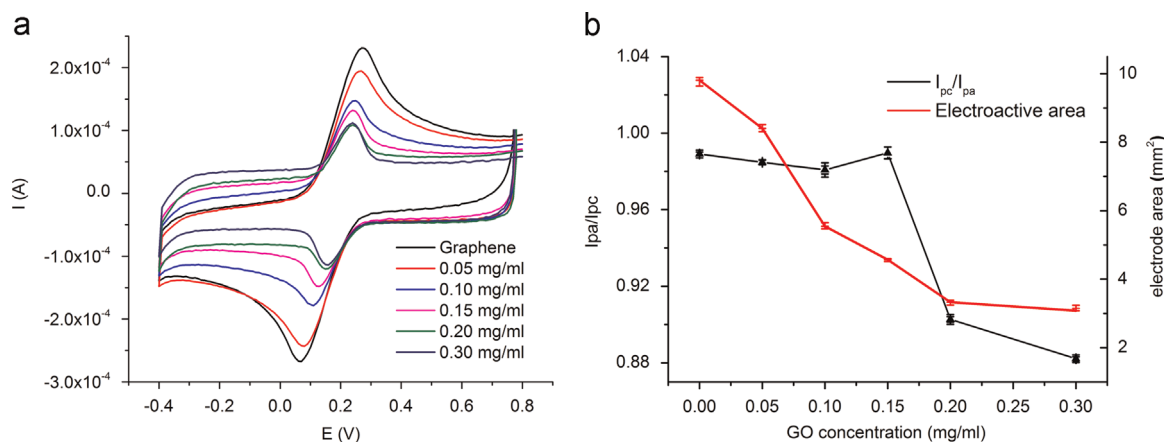 a
I (A)
2.0x10-4
1.0x10-4
0.0
-1.0x10-4
-2.0x10-4
-3.0x10-4
-0.4 -0.2 0.0 0.2 0.4 0.6 0.8
E (V)
Graphene
0.05 mg/ml
0.10 mg/ml
0.15 mg/ml
0.20 mg/ml
0.30 mg/ml
b
Ipa/Ipc
1.04
1.00
0.96
0.92
0.88
0.00 0.05 0.10 0.15 0.20 0.25 0.30
GO concentration (mg/ml)
Ipc/Ipa
Electroactive area
10
8
6
4
2
electrode area (mm2)